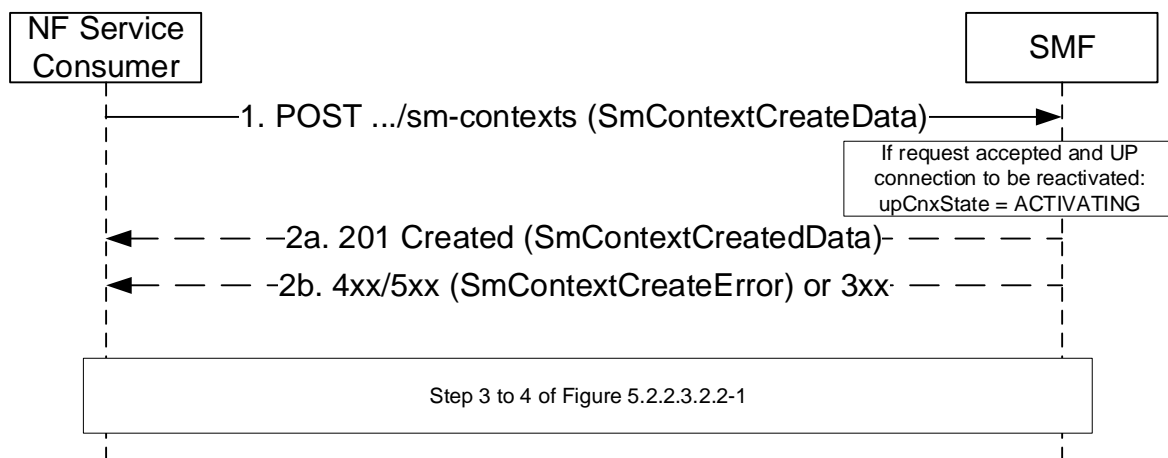 NF Service
Consumer
SMF
1. POST .../sm-contexts (SmContextCreateData)
If request accepted and UP
connection to be reactivated:
upCnxState = ACTIVATING
2a. 201 Created (SmContextCreatedData)
2b. 4xx/5xx (SmContextCreateError) or 3xx
Step 3 to 4 of Figure 5.2.2.3.2.2-1